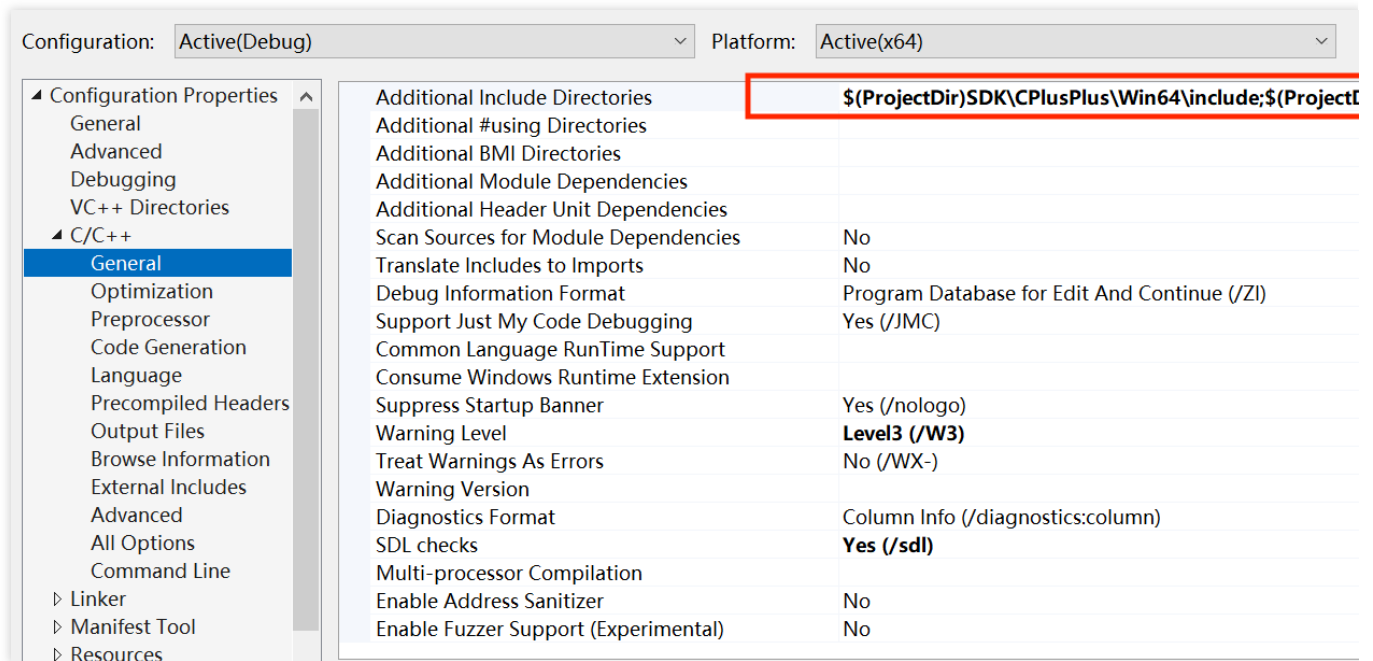 Configuration: Active(Debug) Platform: Active(x64)
Configuration Properties
General
Advanced
Debugging
VC++ Directories
C/C++
General
Optimization
Preprocessor
Code Generation
Language
Precompiled Headers
Output Files
Browse Information
External Includes
Advanced
All Options
Command Line
Linker
Manifest Tool
Resources
Additional Include Directories $(ProjectDir)SDK\CPlusPlus\Win64\include;$(ProjectD
Additional #using Directories
Additional BMI Directories
Additional Module Dependencies
Additional Header Unit Dependencies
Scan Sources for Module Dependencies No
Translate Includes to Imports No
Debug Information Format Program Database for Edit And Continue (/ZI)
Support Just My Code Debugging Yes (/JMC)
Common Language RunTime Support
Consume Windows Runtime Extension
Suppress Startup Banner Yes (/nologo)
Warning Level Level3 (/W3)
Treat Warnings As Errors No (/WX-)
Warning Version
Diagnostics Format Column Info (/diagnostics:column)
SDL checks Yes (/sdl)
Multi-processor Compilation
Enable Address Sanitizer No
Enable Fuzzer Support (Experimental) No